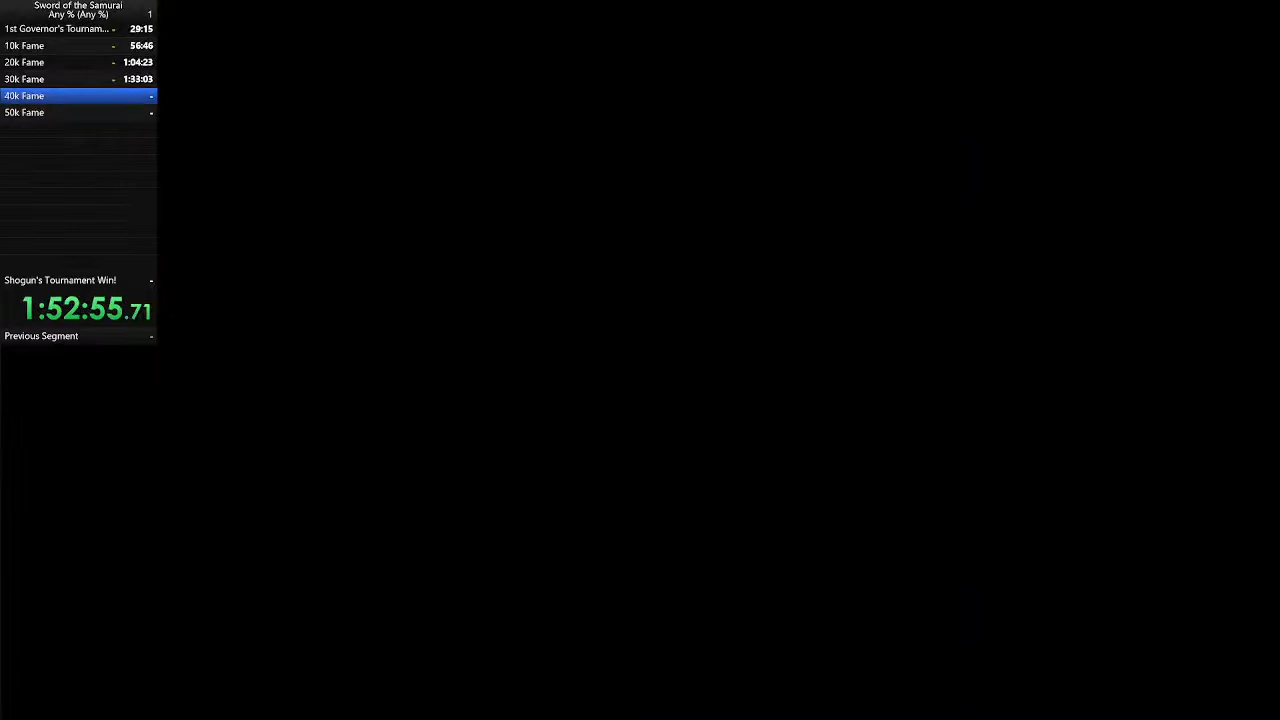 Sword of the Samurai
Any % (Any %) 1
1st Governor's Tournam... - 29:15
10k Fame - 56:46
20k Fame - 1:04:23
30k Fame - 1:33:03
40k Fame -
50k Fame -
Shogun's Tournament Win! -
1:52:55.71
Previous Segment -